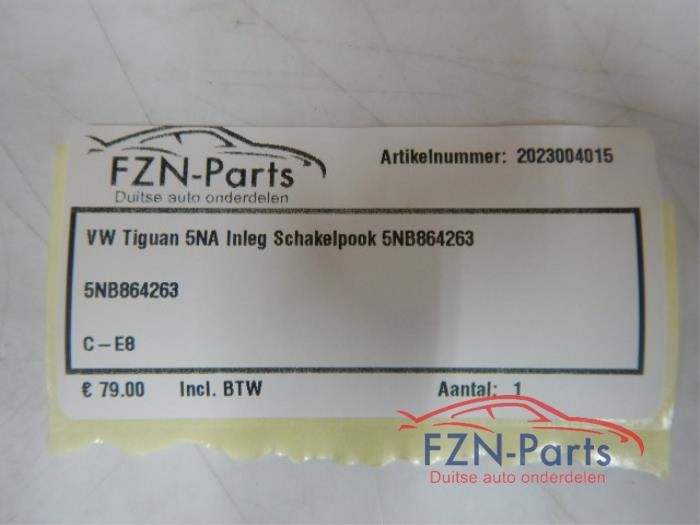 FZN-Parts
Duitse auto onderdelen
Artikelnummer: 2023004015
VW Tiguan 5NA Inleg Schakelpook 5NB864263
5NB864263
C-E8
€ 79.00 Incl. BTW Aantal: 1
FZN-Parts
Duitse auto onderdelen